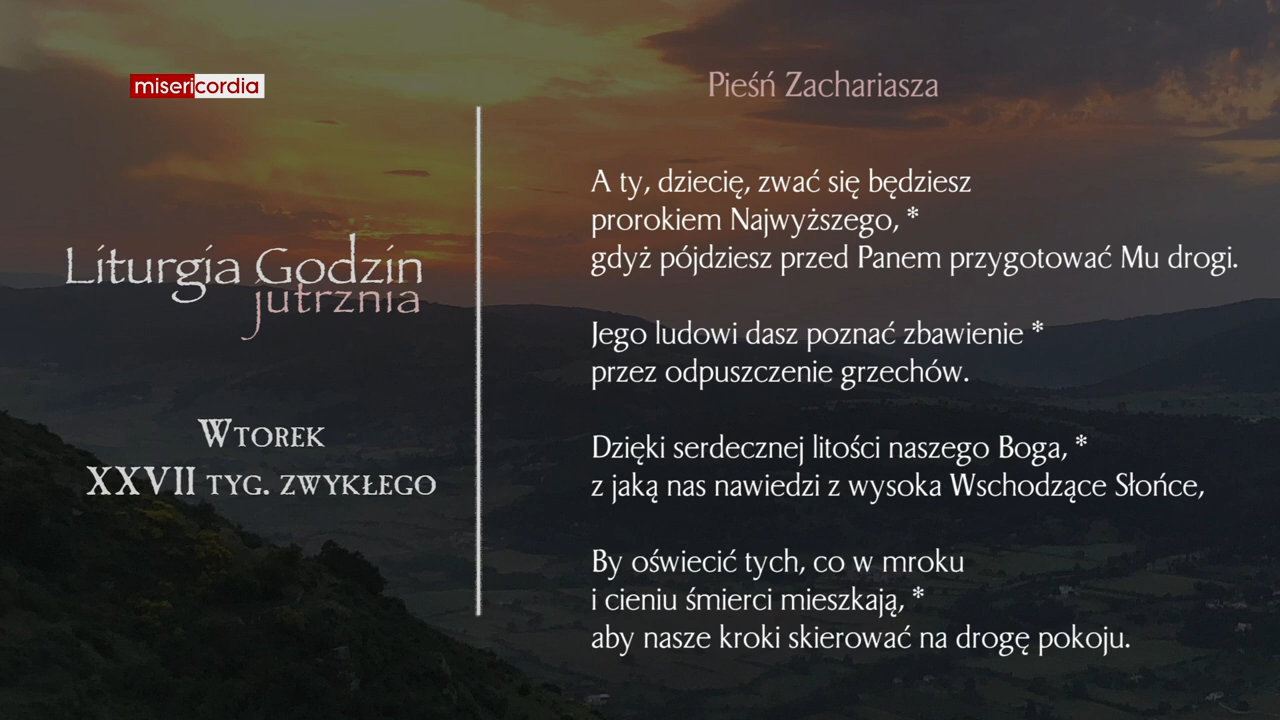 misericordia
Liturgia Godzin
jutrznia
Wtorek
XXVII tyg. zwykłego
Pieśń Zachariasza
A ty, dziecię, zwać się będziesz
prorokiem Najwyższego, *
gdyż pójdziesz przed Panem przygotować Mu drogi.
Jego ludowi dasz poznać zbawienie *
przez odpuszczenie grzechów.
Dzięki serdecznej litości naszego Boga, *
z jaką nas nawiedzi z wysoka Wschodzące Słońce,
By oświecić tych, co w mroku
i cieniu śmierci mieszkają, *
aby nasze kroki skierować na drogę pokoju.